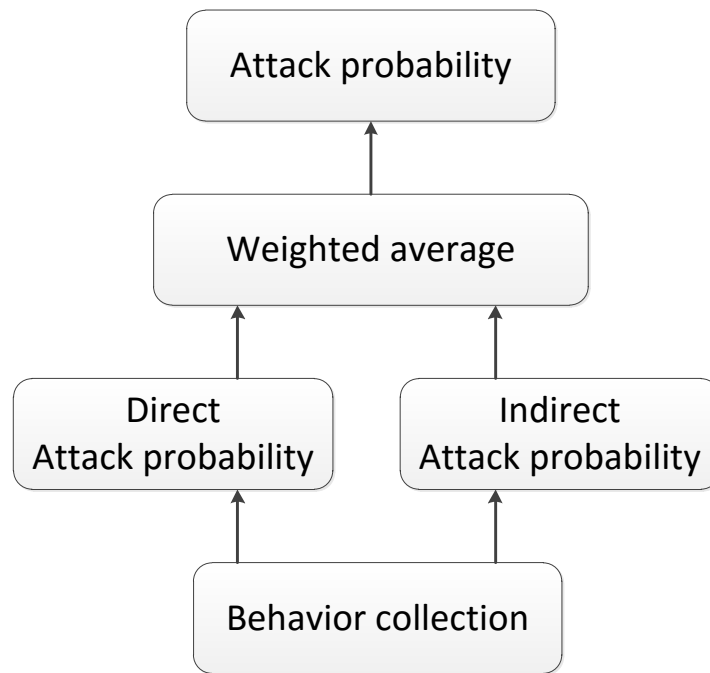 Attack probability
Weighted average
Direct
Attack probability
Indirect
Attack probability
Behavior collection